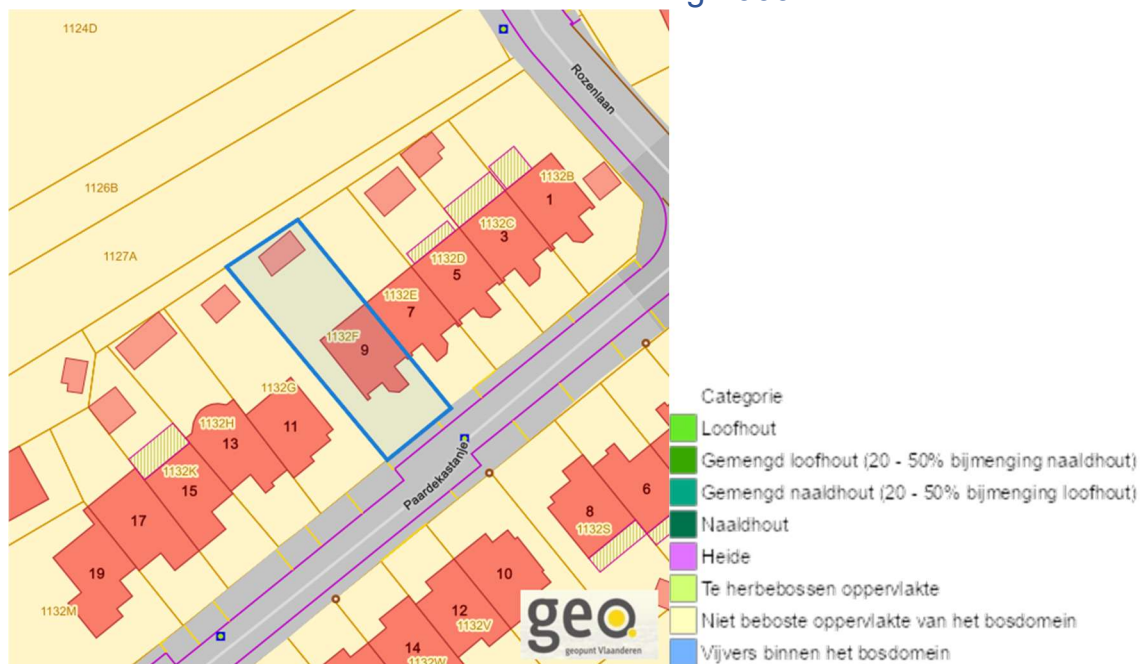 1124D
Rozenlaan
1126B
1132B
1
1132C
3
1127A
1132D
5
1132E
7
1132F
9
1132G
11
1132H
13
1132K
15
17
19
1132M
Paardekastanje
6
8
1132S
10
12
1132V
14
1132W
geo.
geopunt Vlaanderen
Categorie
Loofhout
Gemengd loofhout (20 - 50% bijmenging naaldhout)
Gemengd naaldhout (20 - 50% bijmenging loofhout)
Naaldhout
Heide
Te herbebossen oppervlakte
Niet beboste oppervlakte van het bosdomein
Vijvers binnen het bosdomein